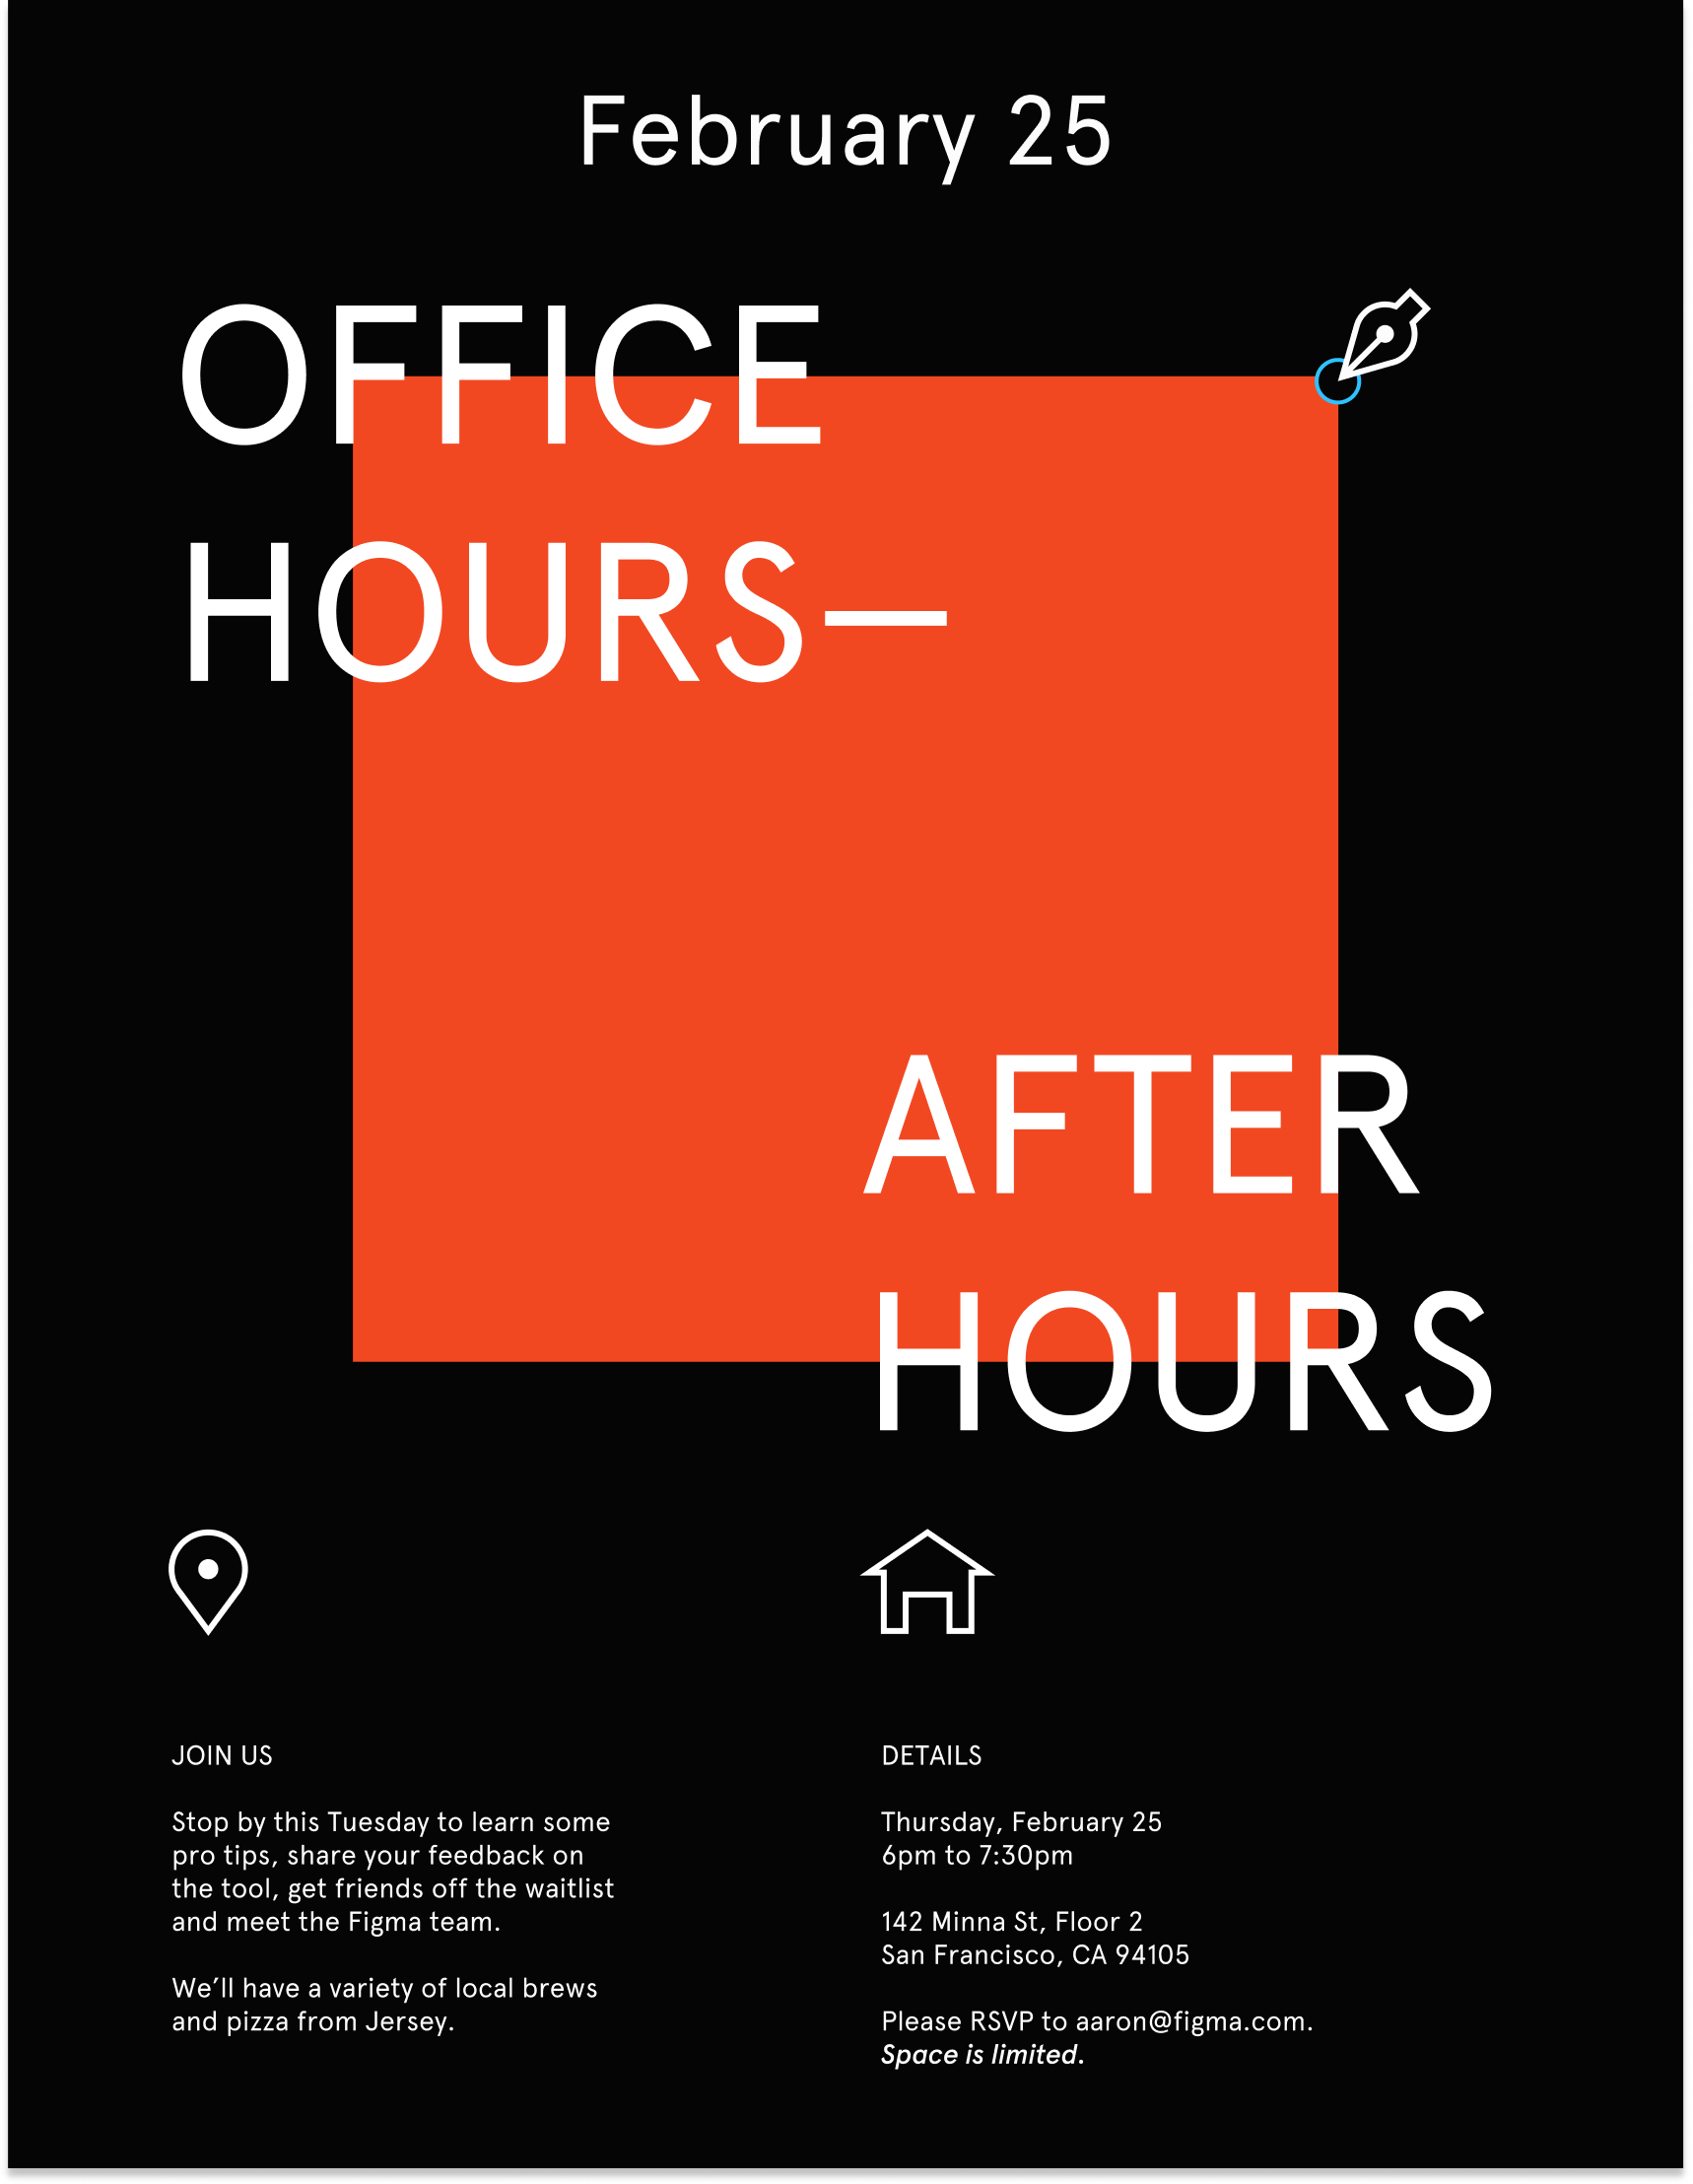 February 25
OFFICE
HOURS—
AFTER
HOURS
JOIN US
Stop by this Tuesday to learn some
pro tips, share your feedback on
the tool, get friends off the waitlist
and meet the Figma team.
We’ll have a variety of local brews
and pizza from Jersey.
DETAILS
Thursday, February 25
6pm to 7:30pm
142 Minna St, Floor 2
San Francisco, CA 94105
Please RSVP to aaron@figma.com.
Space is limited.